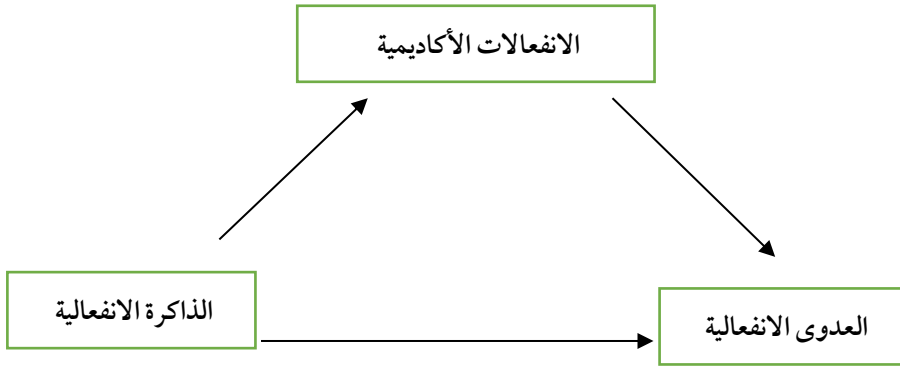 الانفعالات الأكاديمية
الذاكرة الانفعالية
العدوى الانفعالية